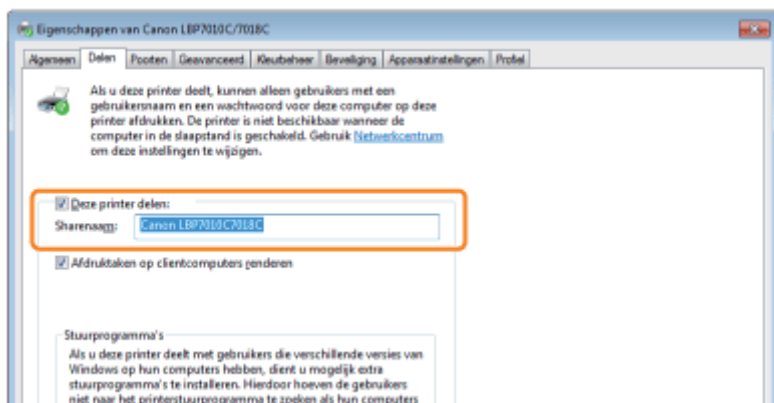 Eigenschappen van Canon LBP7010C/7018C
Algemeen Delen Poorten Geavanceerd Kleurbeheer Beveiliging Apparaatinstellingen Profiel
Als u deze printer deelt, kunnen alleen gebruikers met een
gebruikersnaam en een wachtwoord voor deze computer op deze
printer afdrukken. De printer is niet beschikbaar wanneer de
computer in de slaapstand is geschakeld. Gebruik Netwerkcentrum
om deze instellingen te wijzigen.
Deze printer delen:
Sharenaam: Canon LBP7010C7018C
Afdruktaken op clientcomputers renderen
Stuurprogramma's
Als u deze printer deelt met gebruikers die verschillende versies van
Windows op hun computers hebben, dient u mogelijk extra
stuurprogramma's te installeren. Hierdoor hoeven de gebruikers
niet naar het printerstuurprogramma te zoeken als hun computers